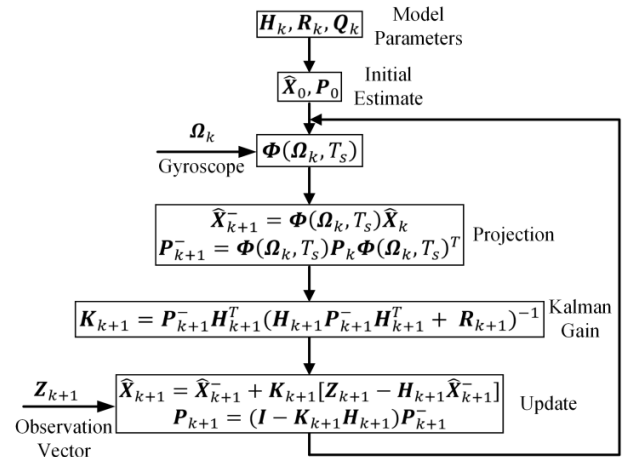 H_k, R_k, Q_k
Model
Parameters
X̂_0, P_0
Initial
Estimate
Ω_k
Gyroscope
Φ(Ω_k, T_s)
X̂⁻_{k+1} = Φ(Ω_k, T_s)X̂_k
P⁻_{k+1} = Φ(Ω_k, T_s)P_kΦ(Ω_k, T_s)^T
Projection
K_{k+1} = P⁻_{k+1}H^T_{k+1}(H_{k+1}P⁻_{k+1}H^T_{k+1} + R_{k+1})^{-1}
Kalman
Gain
Z_{k+1}
Observation
Vector
X̂_{k+1} = X̂⁻_{k+1} + K_{k+1}[Z_{k+1} − H_{k+1}X̂⁻_{k+1}]
P_{k+1} = (I − K_{k+1}H_{k+1})P⁻_{k+1}
Update